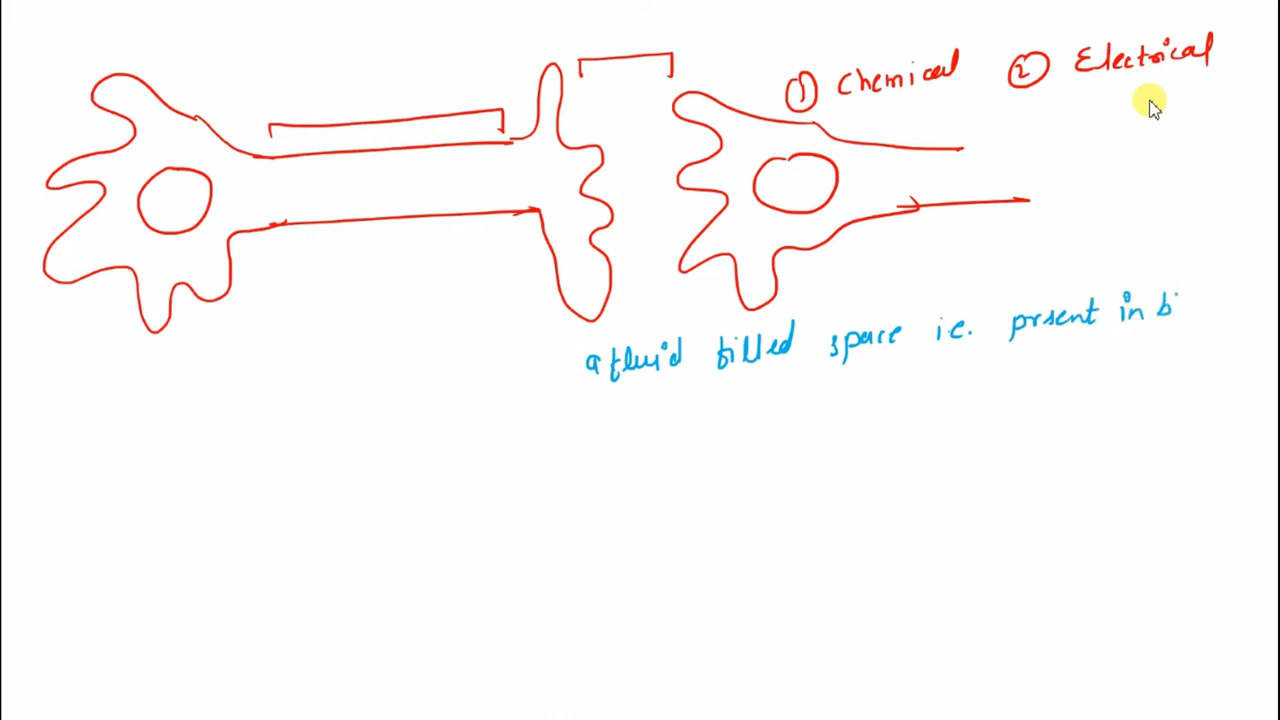 ① Chemical ② Electrical
a fluid filled space i.e. present in b